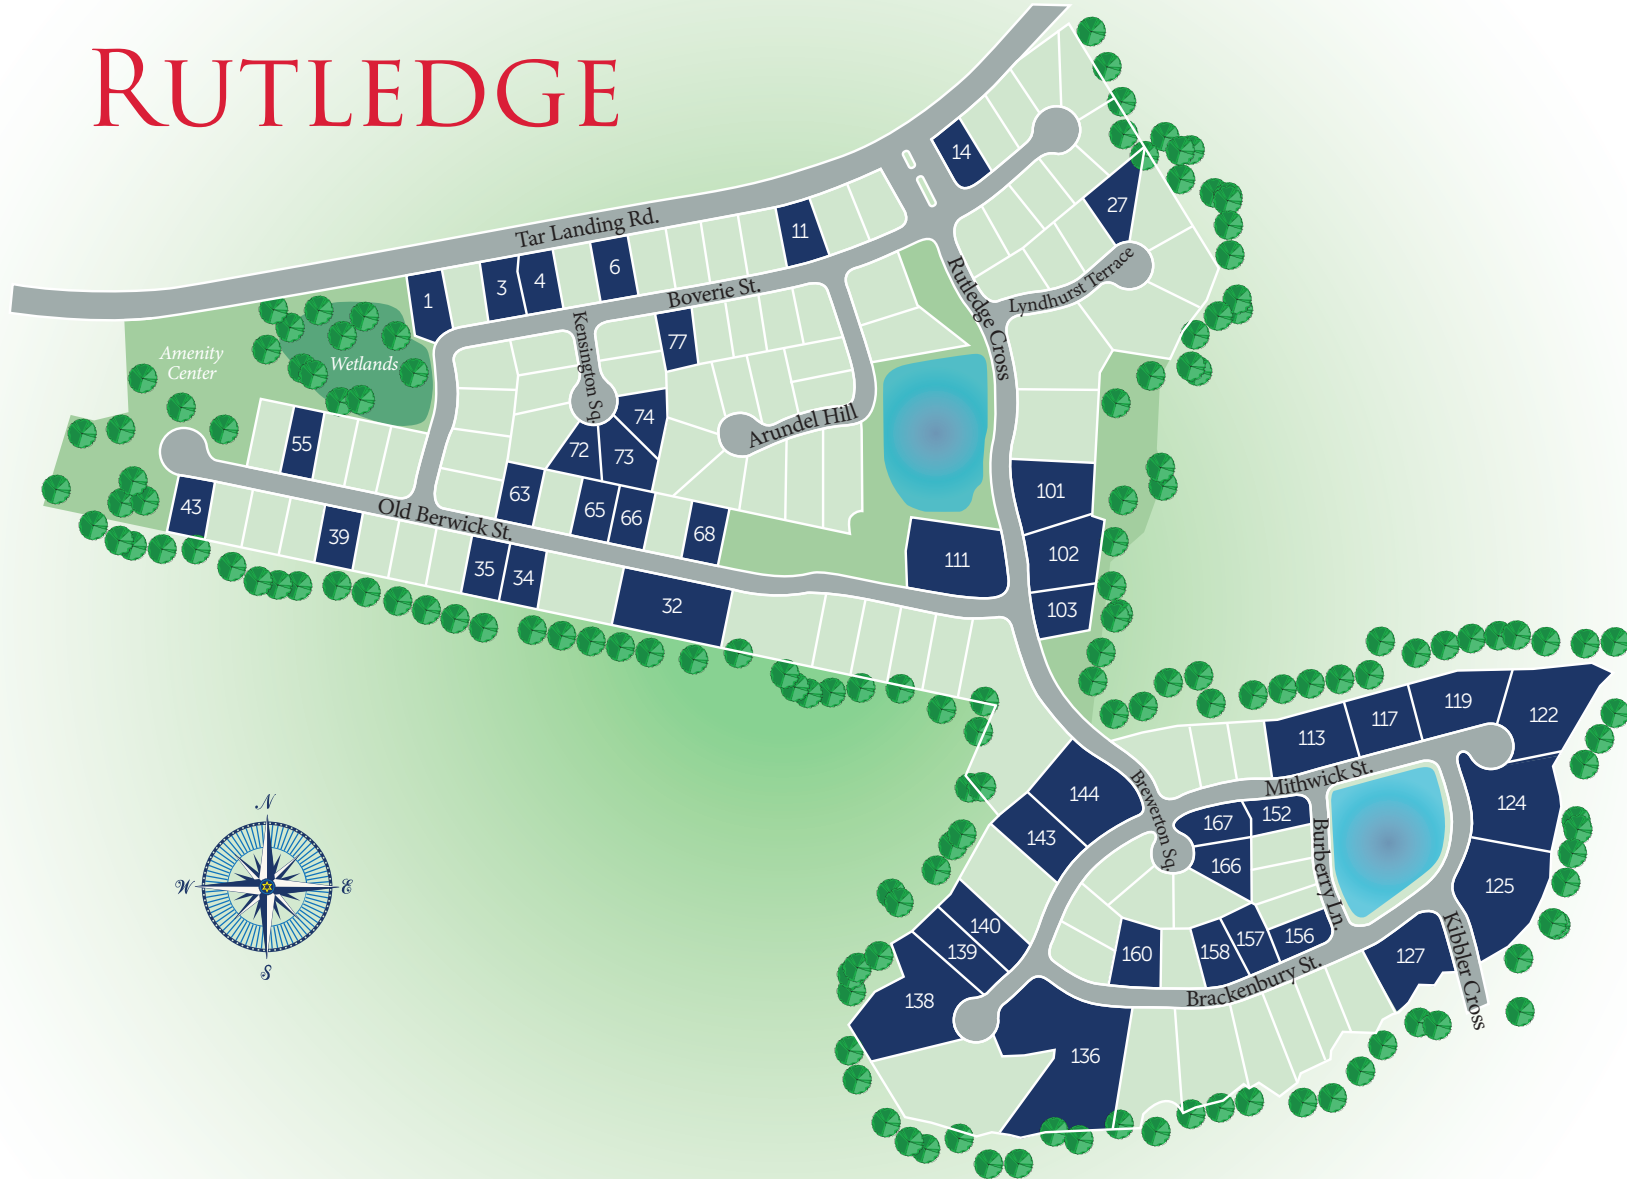 RUTLEDGE
14
27
Tar Landing Rd.
11
6
4
3
1
Boverie St.
Rutledge Cross
Lyndhurst Terrace
Kensington Sq.
77
Amenity
Center
Wetlands
74
72
73
Arundel Hill
55
43
39
Old Berwick St.
63
65
66
68
35
34
32
111
101
102
103
113
117
119
122
Mithwick St.
144
143
Brewerton Sq.
167
152
166
Burberry Ln.
124
125
N
W
E
S
140
139
138
160
158
157
156
127
Kibbler Cross
Brackenbury St.
136